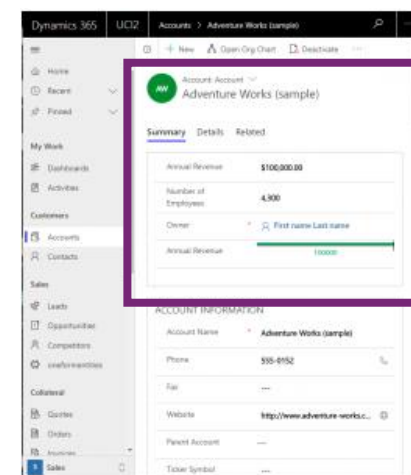 Dynamics 365 UCI2 Accounts > Adventure Works (sample)
+ New Open Org Chart Deactivate ...
Home
Recent
Pinned
My Work
Dashboards
Activities
Customers
Accounts
Contacts
Sales
Leads
Opportunities
Competitors
oneformentities
Collateral
Quotes
Orders
Invoices
Sales
AW
Account: Account
Adventure Works (sample)
Summary Details Related
Annual Revenue $100,000.00
Number of
Employees 4,300
Owner * First name Last name
Annual Revenue 100000
ACCOUNT INFORMATION
Account Name * Adventure Works (sample)
Phone 555-0152
Fax ---
Website http://www.adventure-works.c...
Parent Account ---
Ticker Symbol ---